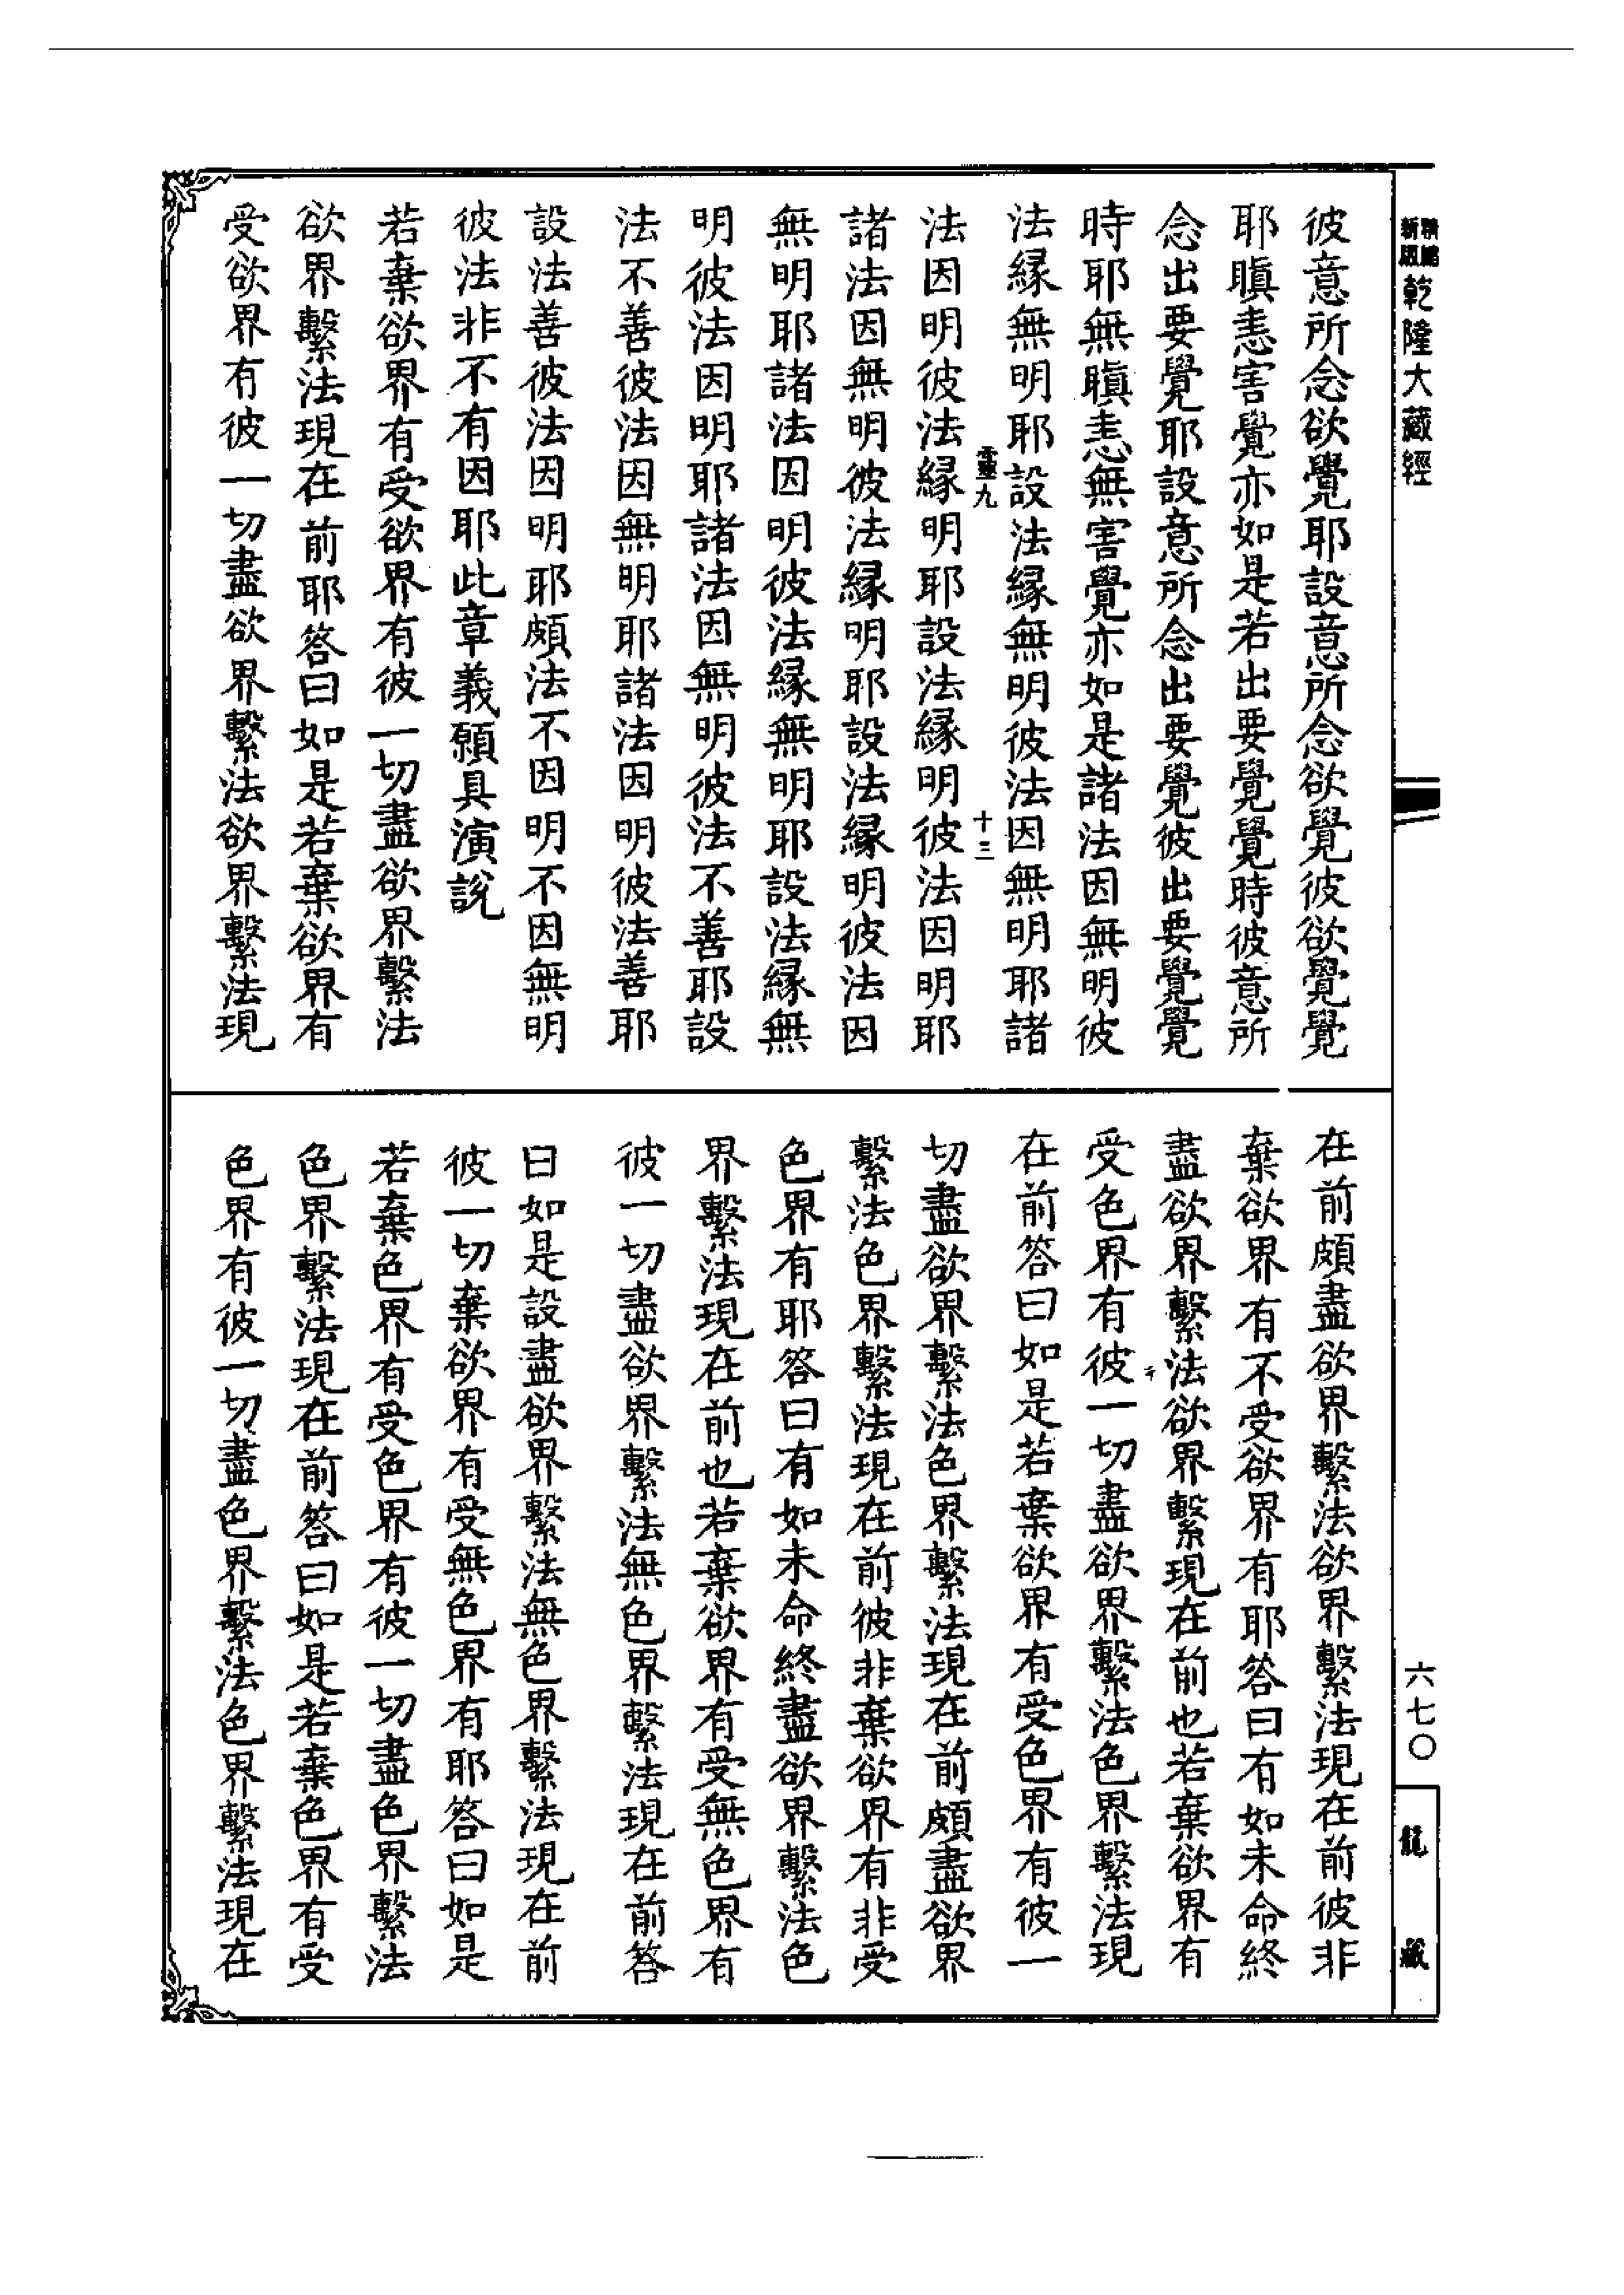 新編縮版乾隆大藏經
彼意所念欲覺耶設意所念欲覺彼欲覺覺
耶瞋恚害覺亦如是若出要覺覺時彼意所
念出要覺耶設意所念出要覺彼出要覺覺
時耶無瞋恚無害覺亦如是諸法因無明彼
法緣無明耶設法緣無明彼法因無明耶諸
靈九
十三
法因明彼法緣明耶設法緣明彼法因明耶
諸法因無明彼法緣明耶設法緣明彼法因
無明耶諸法因明彼法緣無明耶設法緣無
明彼法因明耶諸法因無明彼法不善耶設
法不善彼法因無明耶諸法因明彼法善耶
設法善彼法因明耶頗法不因明不因無明
彼法非不有因耶此章義願具演說
若棄欲界有受欲界有彼一切盡欲界繫法
欲界繫法現在前耶答曰如是若棄欲界有
受欲界有彼一切盡欲界繫法欲界繫法現
在前頗盡欲界繫法欲界繫法現在前彼非
棄欲界有不受欲界有耶答曰有如未命終
盡欲界繫法欲界繫現在前也若棄欲界有
受色界有彼一切盡欲界繫法色界繫法現
在前答曰如是若棄欲界有受色界有彼一
切盡欲界繫法色界繫法現在前頗盡欲界
繫法色界繫法現在前彼非棄欲界有非受
色界有耶答曰有如未命終盡欲界繫法色
界繫法現在前也若棄欲界有受無色界有
彼一切盡欲界繫法無色界繫法現在前答
曰如是設盡欲界繫法無色界繫法現在前
彼一切棄欲界有受無色界有耶答曰如是
若棄色界有受色界有彼一切盡色界繫法
色界繫法現在前答曰如是若棄色界有受
色界有彼一切盡色界繫法色界繫法現在
六七〇
龍藏